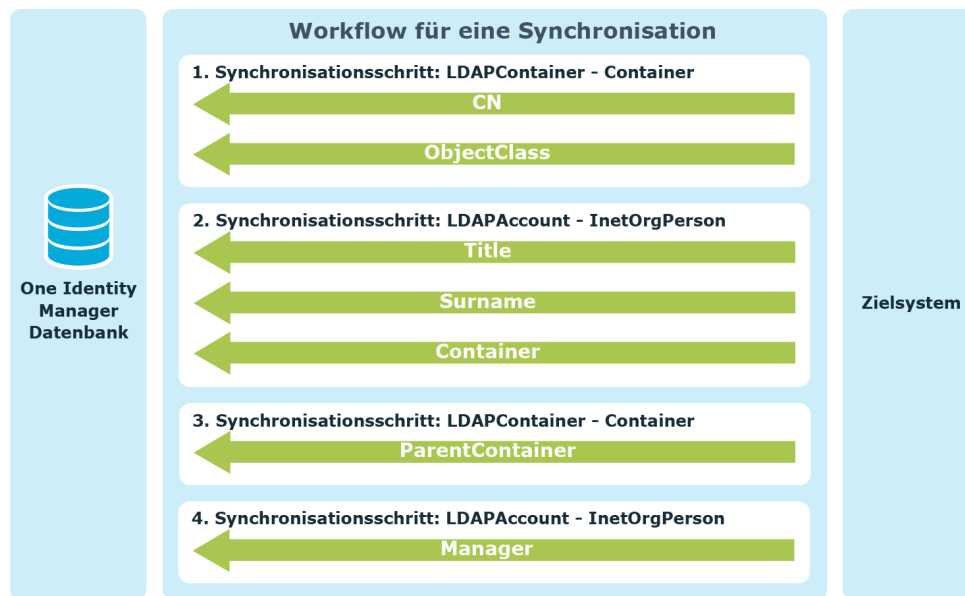 Workflow für eine Synchronisation
1. Synchronisationsschritt: LDAPContainer - Container
CN
ObjectClass
2. Synchronisationsschritt: LDAPAccount - InetOrgPerson
Title
Surname
Container
3. Synchronisationsschritt: LDAPContainer - Container
ParentContainer
4. Synchronisationsschritt: LDAPAccount - InetOrgPerson
Manager
One Identity
Manager
Datenbank
Zielsystem